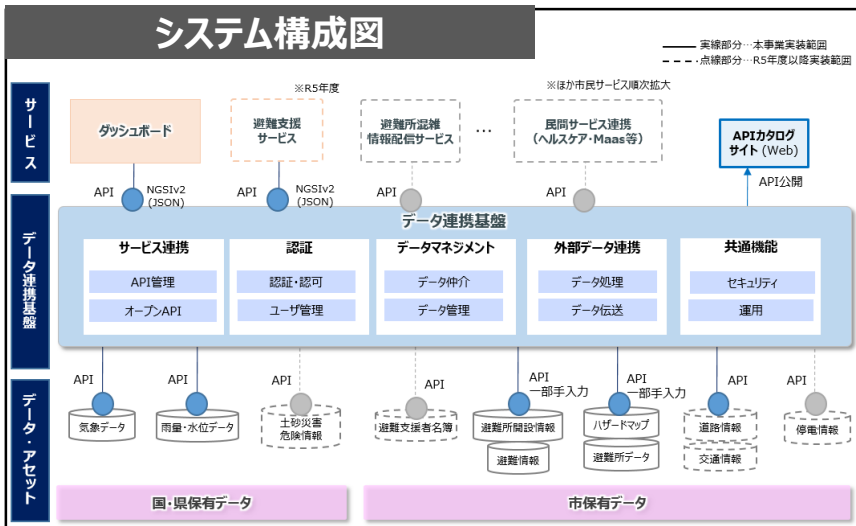 システム構成図
実線部分…本事業実装範囲
点線部分…R5年度以降実装範囲
サービス
※R5年度
※ほか市民サービス順次拡大
ダッシュボード
避難支援
サービス
避難所混雑
情報配信サービス
…
民間サービス連携
(ヘルスケア・Maas等)
APIカタログ
サイト (Web)
API
NGSIv2
(JSON)
API
NGSIv2
(JSON)
API
API
API公開
データ連携基盤
データ連携基盤
サービス連携
API管理
オープンAPI
認証
認証・認可
ユーザ管理
データマネジメント
データ仲介
データ管理
外部データ連携
データ処理
データ伝送
共通機能
セキュリティ
運用
データ・アセット
API
API
API
API
API
一部手入力
API
一部手入力
API
API
気象データ
雨量・水位データ
土砂災害
危険情報
避難支援者名簿
避難所開設情報
避難情報
ハザードマップ
避難所データ
道路情報
交通情報
停電情報
国・県保有データ
市保有データ